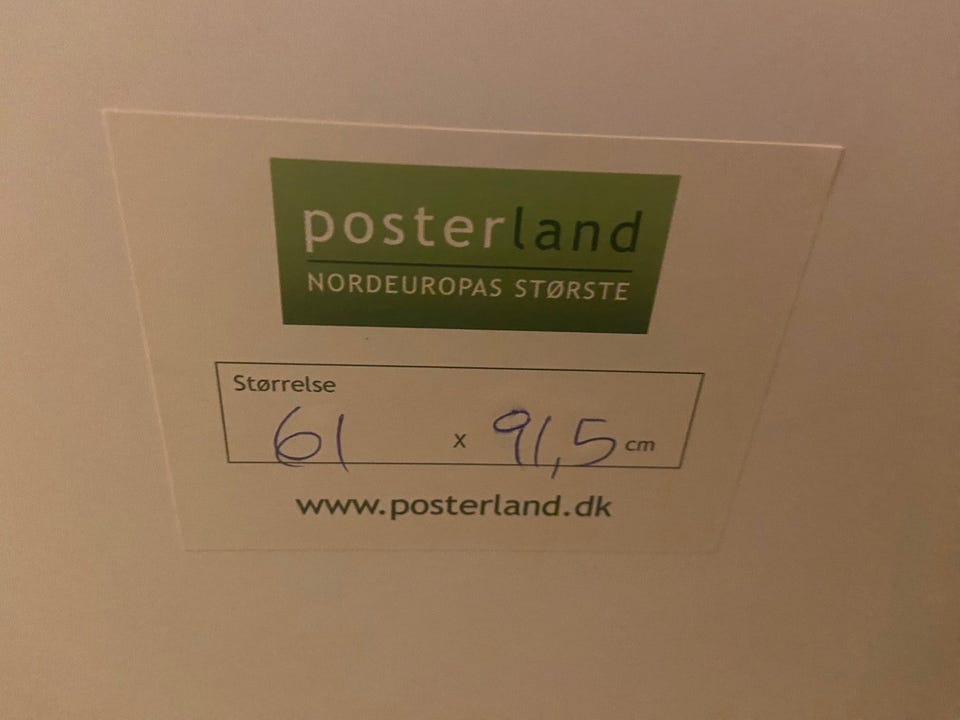 posterland
NORDEUROPAS STØRSTE
Størrelse
61 x 91,5 cm
www.posterland.dk